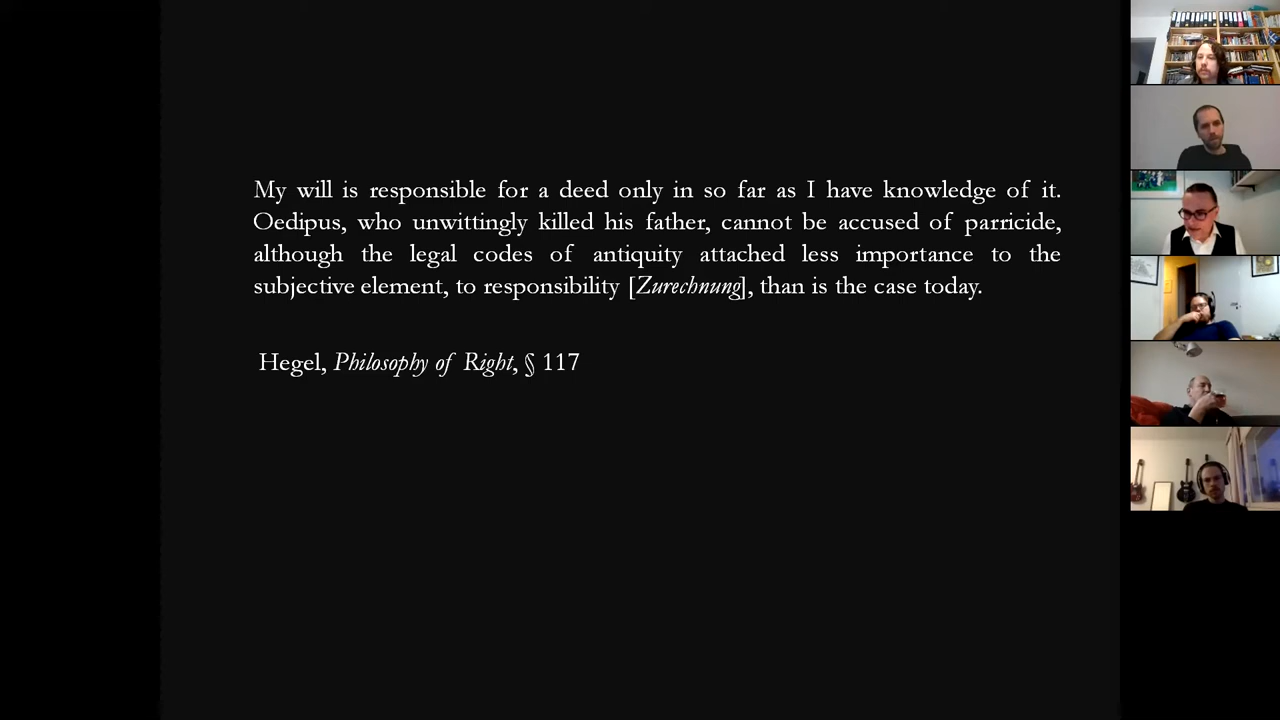 My will is responsible for a deed only in so far as I have knowledge of it.
Oedipus, who unwittingly killed his father, cannot be accused of parricide,
although the legal codes of antiquity attached less importance to the
subjective element, to responsibility [Zurechnung], than is the case today.
Hegel, Philosophy of Right, § 117